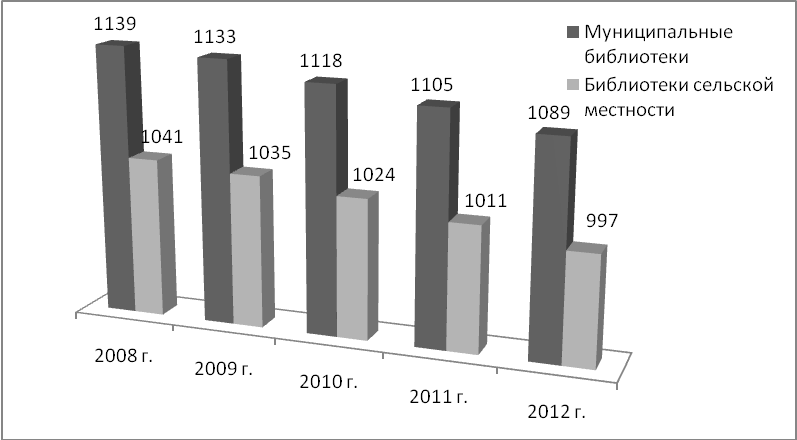 1139
1133
1118
1105
1089
1041
1035
1024
1011
997
Муниципальные
библиотеки
Библиотеки сельской
местности
2008 г.
2009 г.
2010 г.
2011 г.
2012 г.